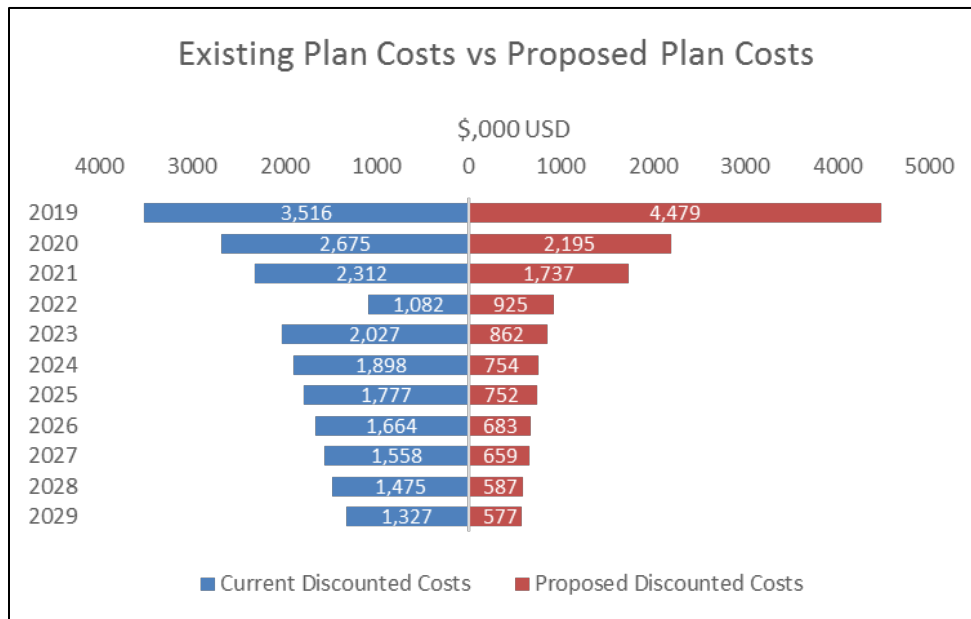 Existing Plan Costs vs Proposed Plan Costs
$,000 USD
4000 3000 2000 1000 0 1000 2000 3000 4000 5000
2019 3,516 4,479
2020 2,675 2,195
2021 2,312 1,737
2022 1,082 925
2023 2,027 862
2024 1,898 754
2025 1,777 752
2026 1,664 683
2027 1,558 659
2028 1,475 587
2029 1,327 577
Current Discounted Costs Proposed Discounted Costs